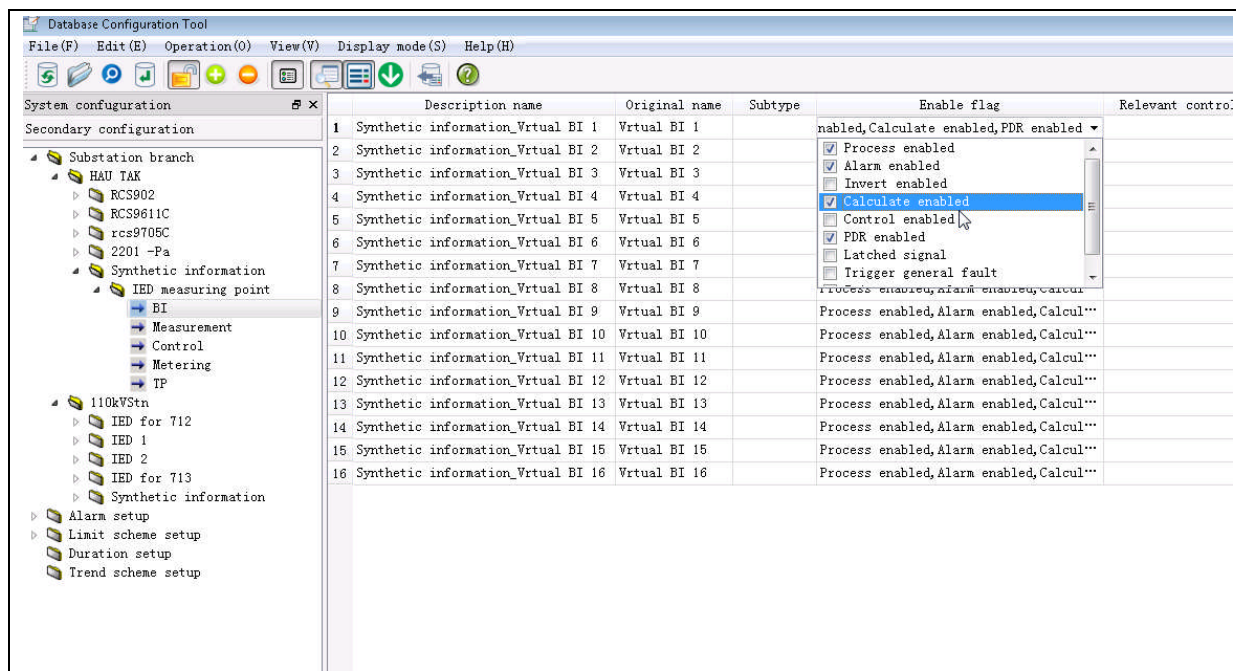 Database Configuration Tool
File(F) Edit(E) Operation(O) View(V) Display mode(S) Help(H)
System confuguration
Secondary configuration
Substation branch
HAU TAK
RCS902
RCS9611C
rcs9705C
2201 -Pa
Synthetic information
IED measuring point
BI
Measurement
Control
Metering
TP
110kVStn
IED for 712
IED 1
IED 2
IED for 713
Synthetic information
Alarm setup
Limit scheme setup
Duration setup
Trend scheme setup
Description name Original name Subtype Enable flag Relevant control
1 Synthetic information_Vrtual BI 1 Vrtual BI 1 nabled,Calculate enabled,PDR enabled
2 Synthetic information_Vrtual BI 2 Vrtual BI 2
3 Synthetic information_Vrtual BI 3 Vrtual BI 3
4 Synthetic information_Vrtual BI 4 Vrtual BI 4
5 Synthetic information_Vrtual BI 5 Vrtual BI 5
6 Synthetic information_Vrtual BI 6 Vrtual BI 6
7 Synthetic information_Vrtual BI 7 Vrtual BI 7
8 Synthetic information_Vrtual BI 8 Vrtual BI 8 Process enabled,Alarm enabled,Calcul
9 Synthetic information_Vrtual BI 9 Vrtual BI 9 Process enabled,Alarm enabled,Calcul…
10 Synthetic information_Vrtual BI 10 Vrtual BI 10 Process enabled,Alarm enabled,Calcul…
11 Synthetic information_Vrtual BI 11 Vrtual BI 11 Process enabled,Alarm enabled,Calcul…
12 Synthetic information_Vrtual BI 12 Vrtual BI 12 Process enabled,Alarm enabled,Calcul…
13 Synthetic information_Vrtual BI 13 Vrtual BI 13 Process enabled,Alarm enabled,Calcul…
14 Synthetic information_Vrtual BI 14 Vrtual BI 14 Process enabled,Alarm enabled,Calcul…
15 Synthetic information_Vrtual BI 15 Vrtual BI 15 Process enabled,Alarm enabled,Calcul…
16 Synthetic information_Vrtual BI 16 Vrtual BI 16 Process enabled,Alarm enabled,Calcul…
Process enabled
Alarm enabled
Invert enabled
Calculate enabled
Control enabled
PDR enabled
Latched signal
Trigger general fault